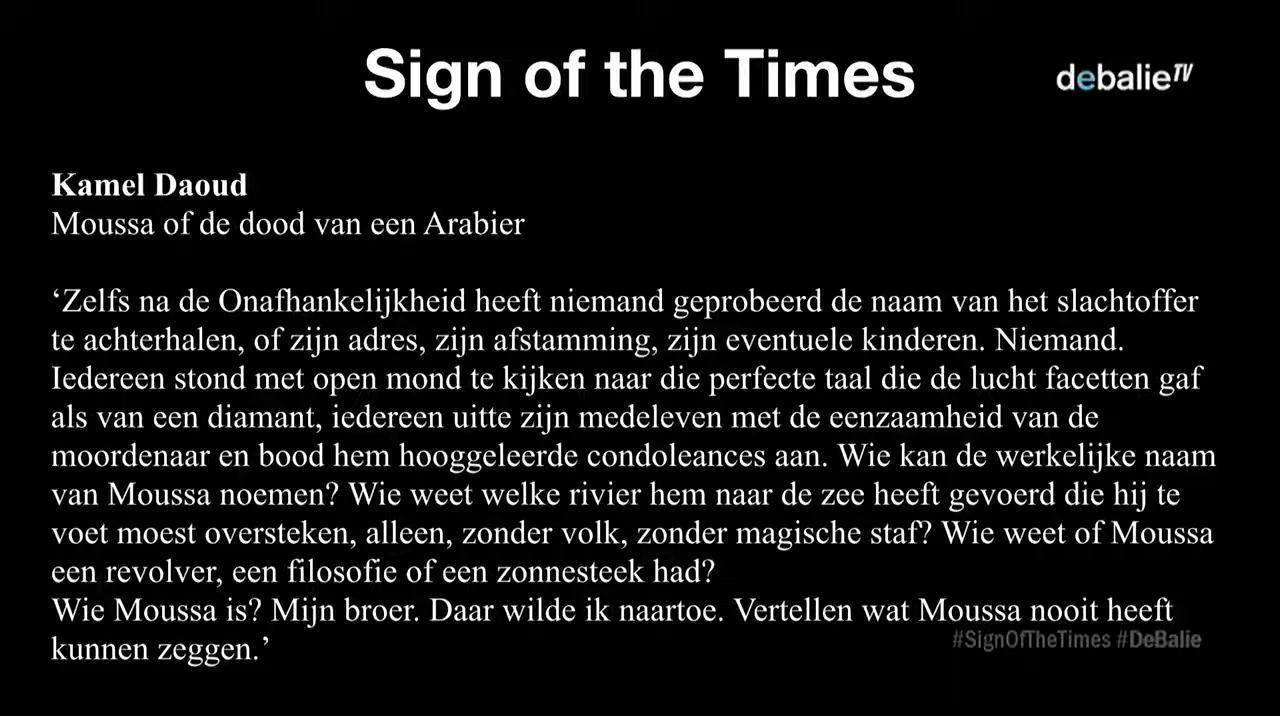 Sign of the Times
debalieTV
Kamel Daoud
Moussa of de dood van een Arabier
‘Zelfs na de Onafhankelijkheid heeft niemand geprobeerd de naam van het slachtoffer
te achterhalen, of zijn adres, zijn afstamming, zijn eventuele kinderen. Niemand.
Iedereen stond met open mond te kijken naar die perfecte taal die de lucht facetten gaf
als van een diamant, iedereen uitte zijn medeleven met de eenzaamheid van de
moordenaar en bood hem hooggeleerde condoleances aan. Wie kan de werkelijke naam
van Moussa noemen? Wie weet welke rivier hem naar de zee heeft gevoerd die hij te
voet moest oversteken, alleen, zonder volk, zonder magische staf? Wie weet of Moussa
een revolver, een filosofie of een zonnesteek had?
Wie Moussa is? Mijn broer. Daar wilde ik naartoe. Vertellen wat Moussa nooit heeft
kunnen zeggen.’
#SignOfTheTimes #DeBalie